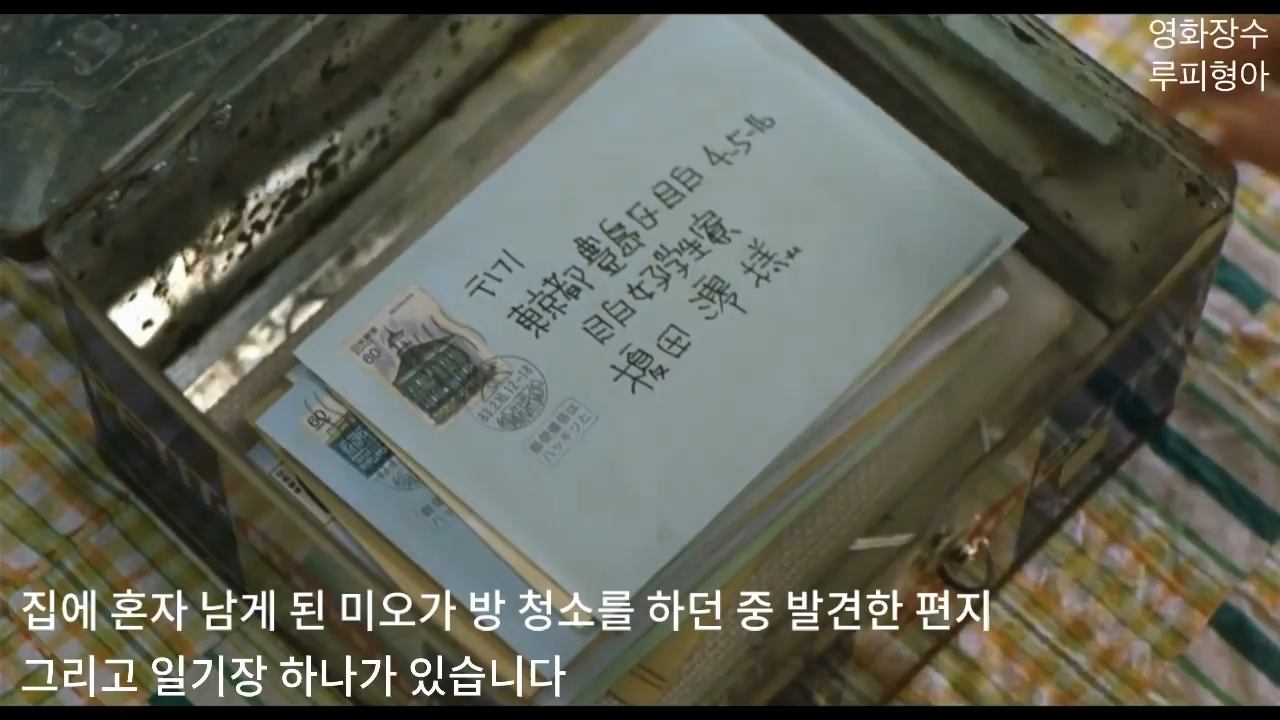 영화장수
루피형아
〒171
東京都豊島区目白 4-5-16
目白女子学生寮
榎田 澪 様
60
60
집에 혼자 남게 된 미오가 방 청소를 하던 중 발견한 편지
그리고 일기장 하나가 있습니다